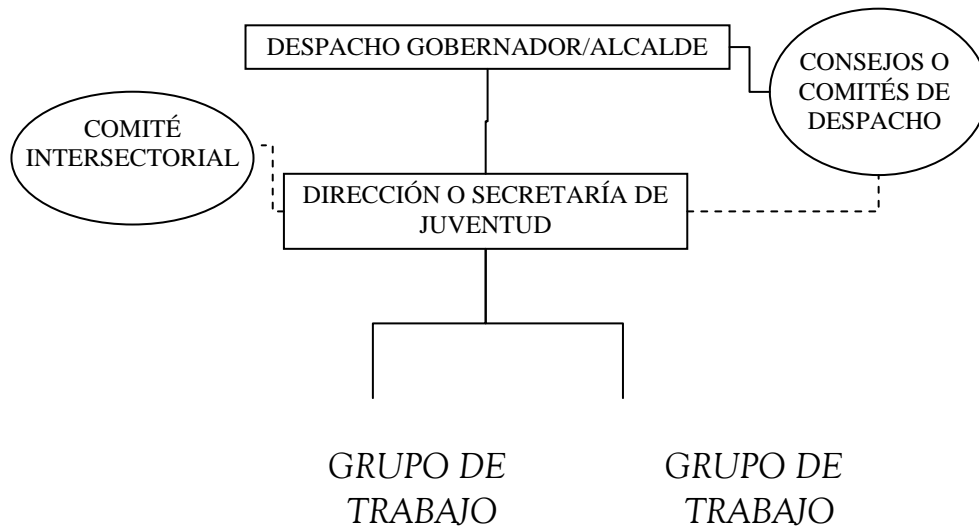 DESPACHO GOBERNADOR/ALCALDE
CONSEJOS O
COMITÉS DE
DESPACHO
COMITÉ
INTERSECTORIAL
DIRECCIÓN O SECRETARÍA DE
JUVENTUD
GRUPO DE
TRABAJO
GRUPO DE
TRABAJO